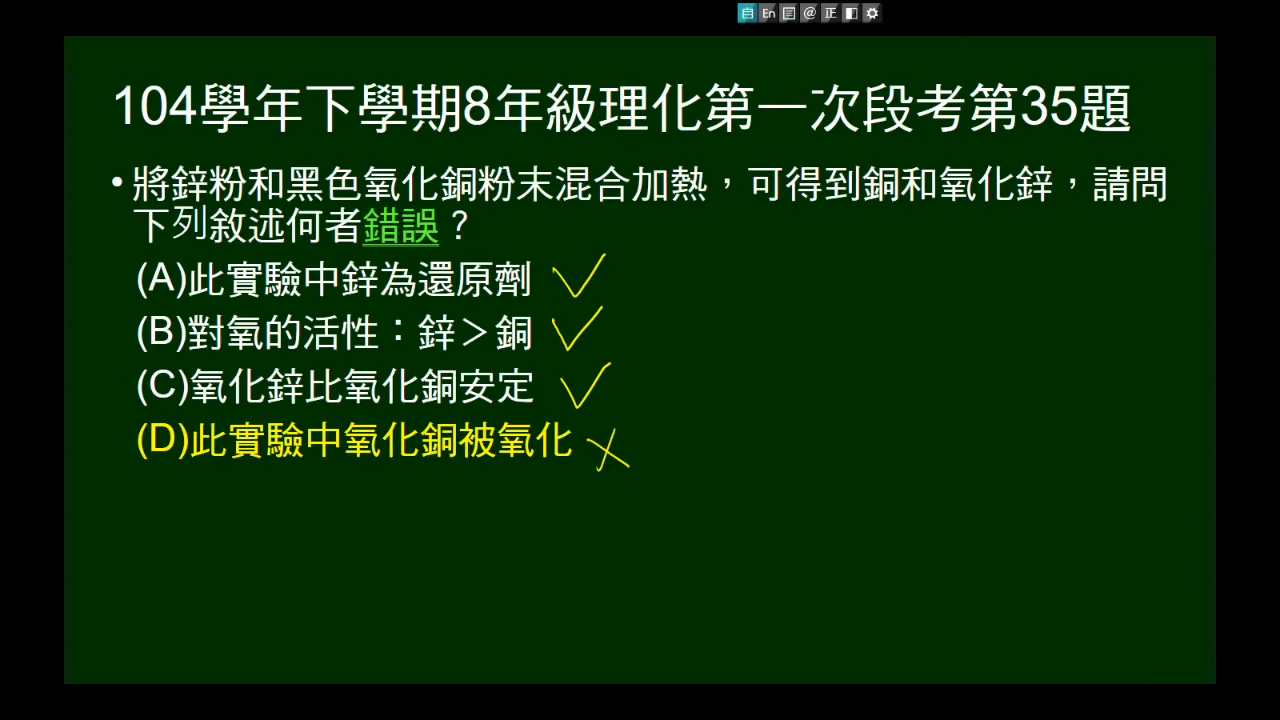 自 En @ 正
104學年下學期8年級理化第一次段考第35題
•將鋅粉和黑色氧化銅粉末混合加熱，可得到銅和氧化鋅，請問
下列敘述何者錯誤？
(A)此實驗中鋅為還原劑
(B)對氧的活性：鋅＞銅
(C)氧化鋅比氧化銅安定
(D)此實驗中氧化銅被氧化